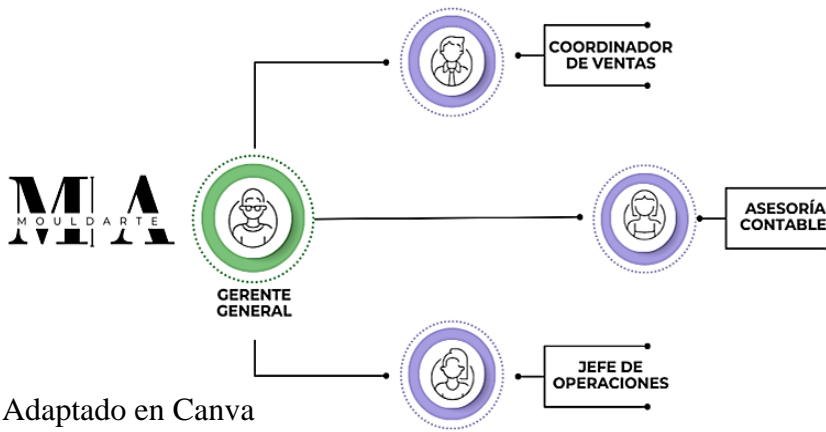 COORDINADOR
DE VENTAS
M|A
MOULDARTE
ASESORÍA
CONTABLE
GERENTE
GENERAL
JEFE DE
OPERACIONES
Adaptado en Canva